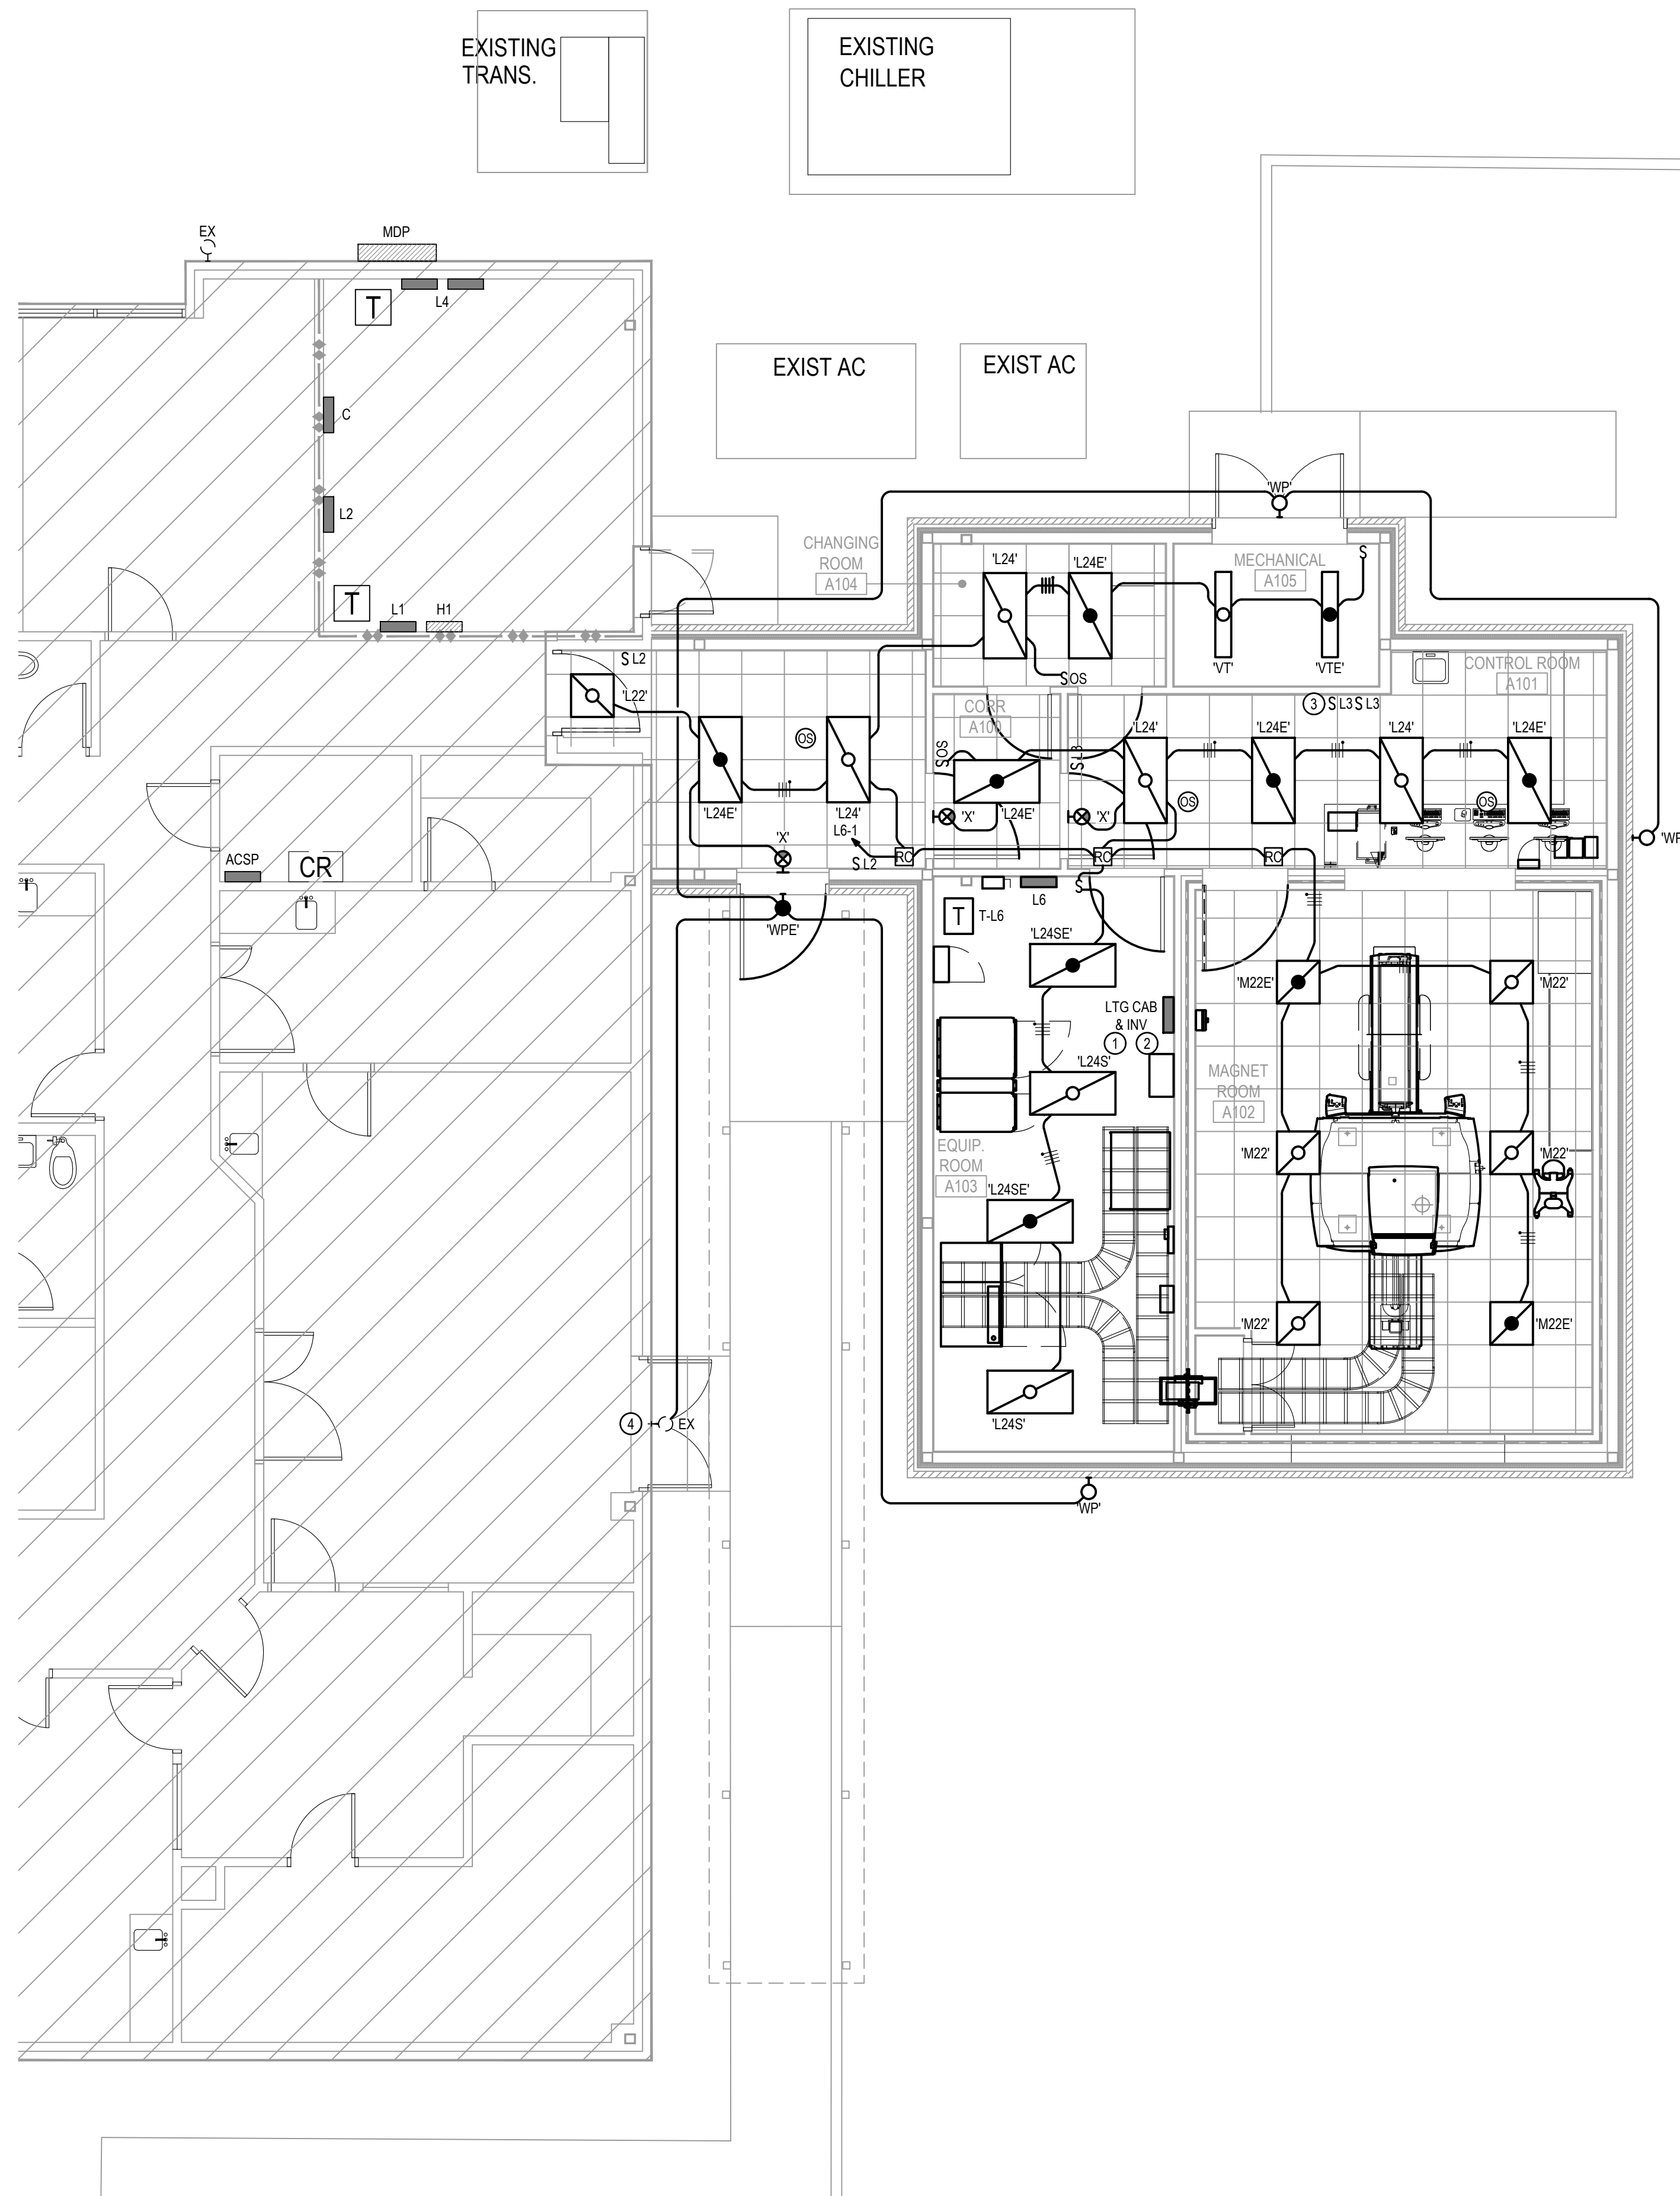 EXISTING
TRANS.
EXISTING
CHILLER
EX
MDP
T
L4
EXIST AC
EXIST AC
C
L2
'WP'
CHANGING
ROOM
A104
'L24'
'L24E'
MECHANICAL
A105
S
T
L1
H1
'VT'
'VTE'
S L2
'L22'
SOS
CONTROL ROOM
A101
3
S L3 S L3
CORR
A100
'L24'
'L24E'
'L24'
'L24E'
OS
SOS
S L3
'L24E'
'L24'
L6-1
'X'
'L24E'
'X'
OS
OS
'X'
S L2
RC
RC
RC
ACSP
CR
S
L6
T
T-L6
'WPE'
'L24SE'
'M22E'
'M22'
LTG CAB
& INV
1
2
'L24S'
MAGNET
ROOM
A102
EQUIP.
ROOM
A103
'M22'
'M22'
'L24SE'
'M22'
'M22E'
'L24S'
4
EX
'WP'